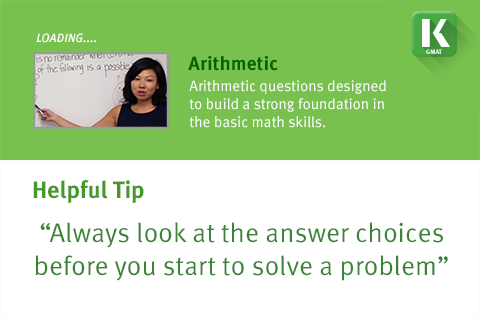 LOADING....
K
GMAT
is no remainder when
of the following is a possible
Arithmetic
Arithmetic questions designed
to build a strong foundation in
the basic math skills.
Helpful Tip
“Always look at the answer choices
before you start to solve a problem”